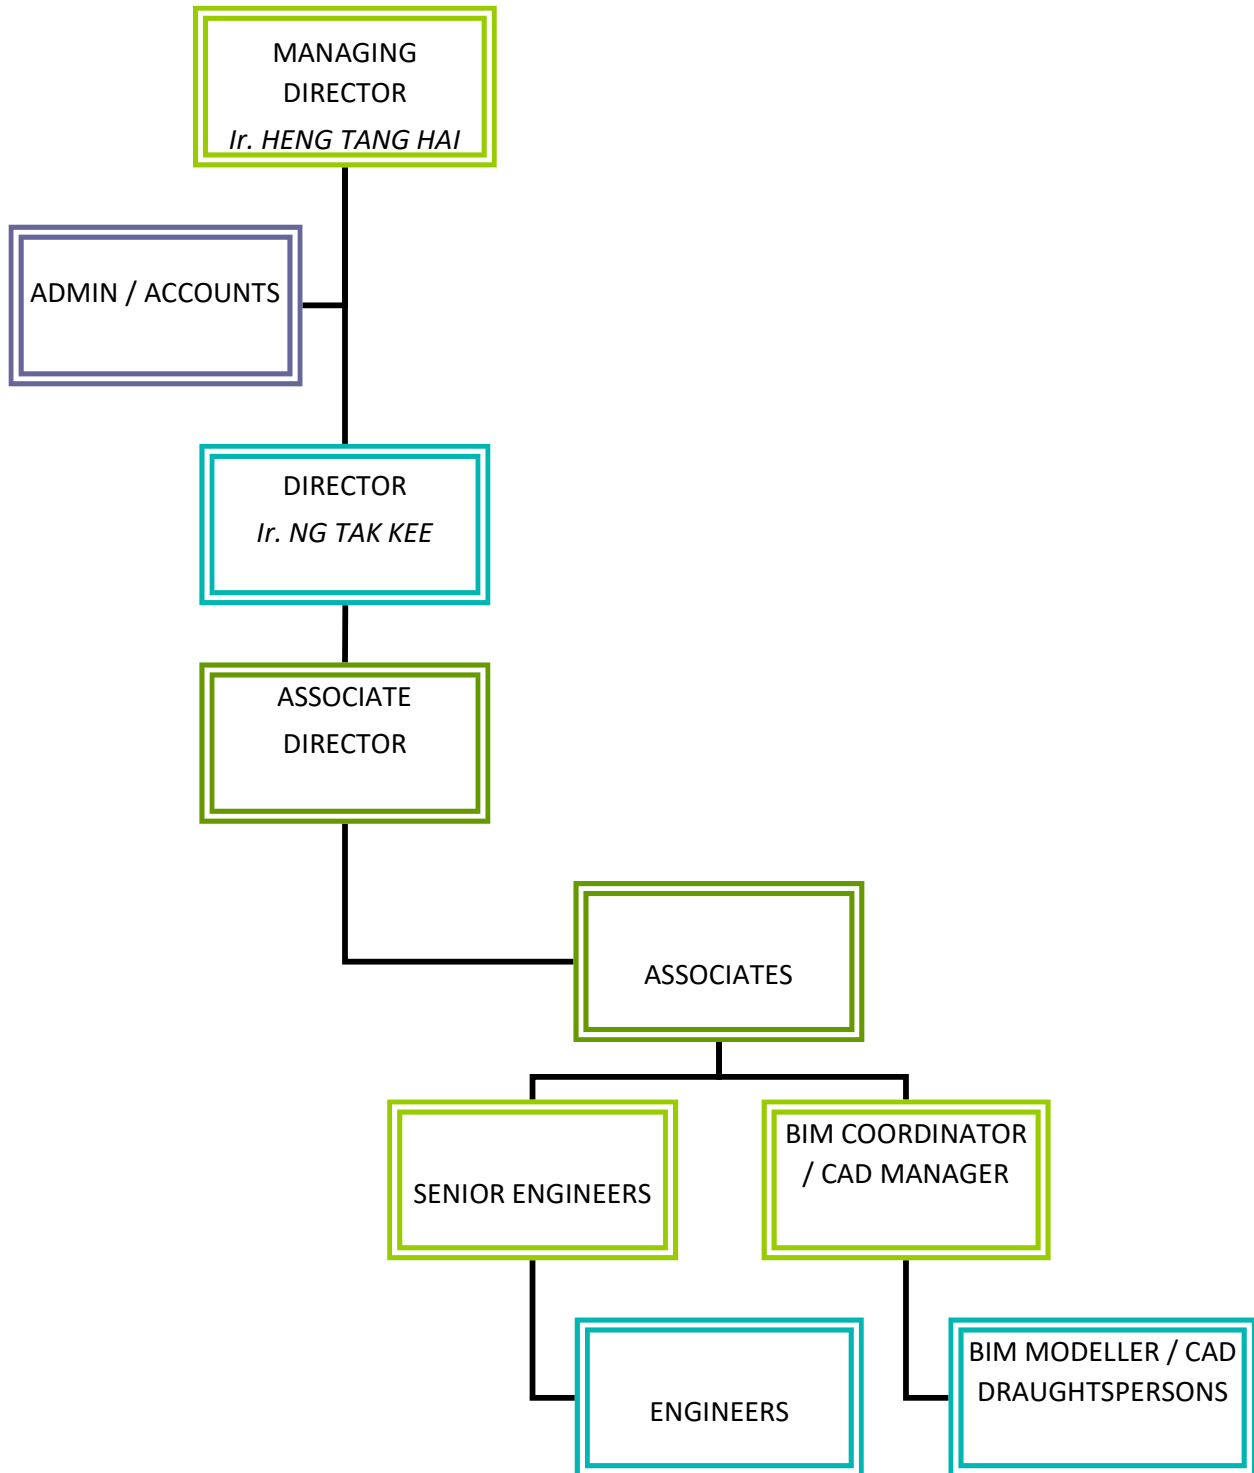 MANAGING
DIRECTOR
Ir. HENG TANG HAI
ADMIN / ACCOUNTS
DIRECTOR
Ir. NG TAK KEE
ASSOCIATE
DIRECTOR
ASSOCIATES
SENIOR ENGINEERS
BIM COORDINATOR
/ CAD MANAGER
ENGINEERS
BIM MODELLER / CAD
DRAUGHTSPERSONS